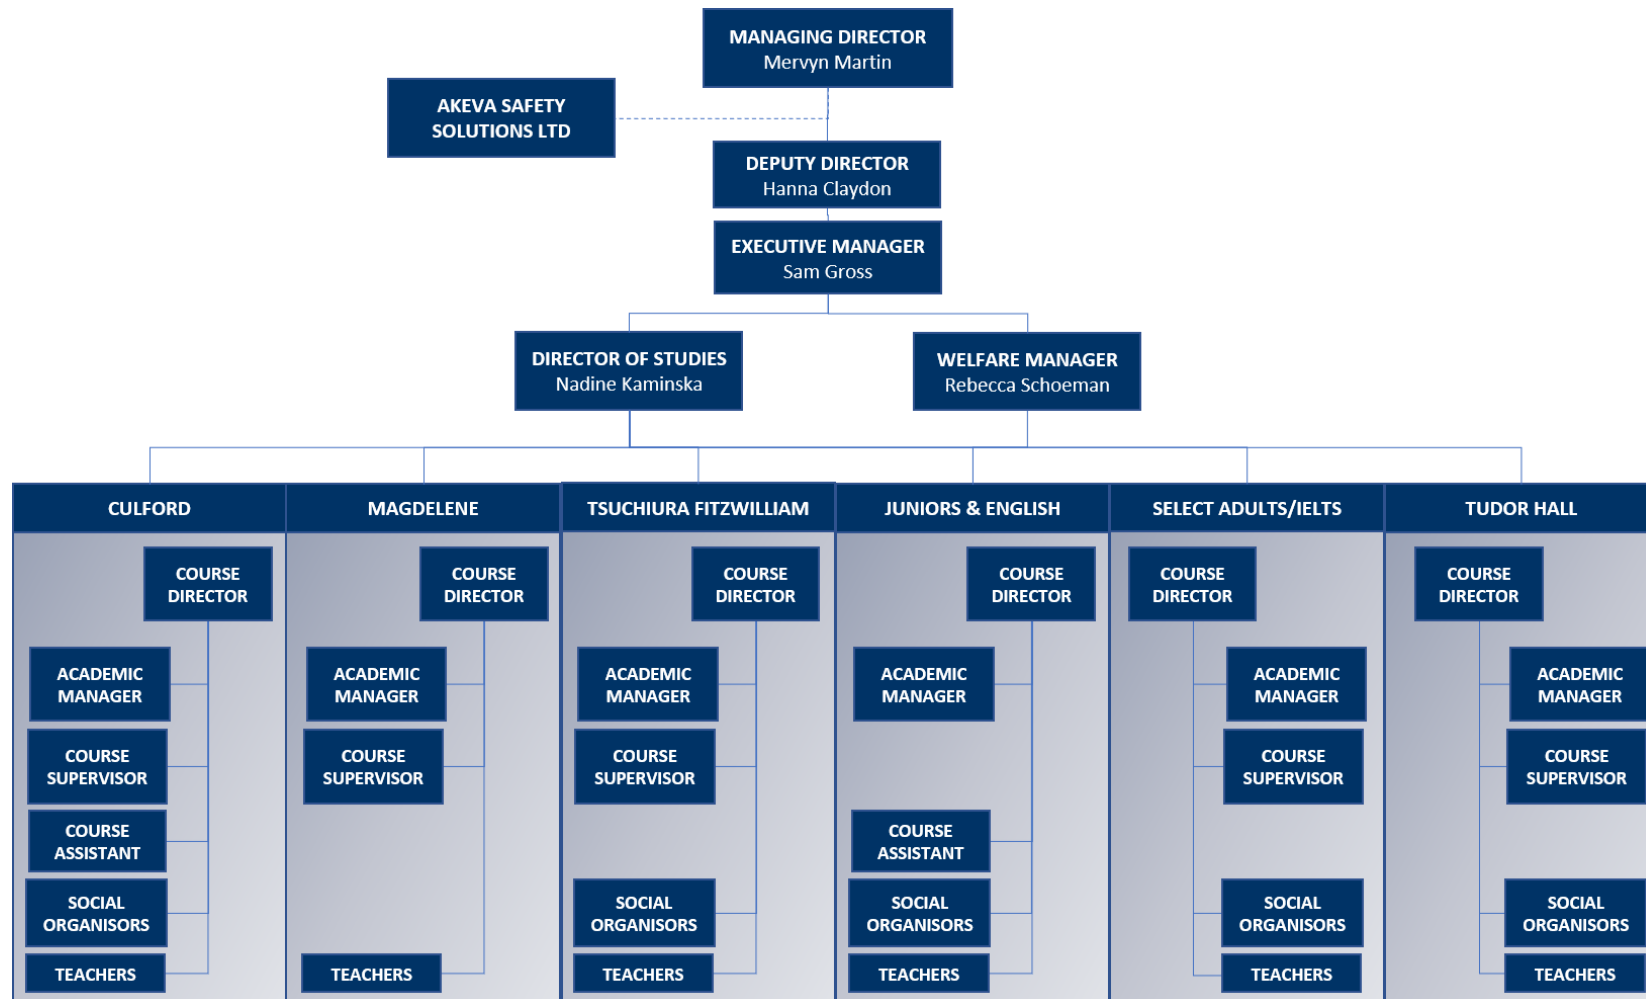 MANAGING DIRECTOR
Mervyn Martin
AKEVA SAFETY
SOLUTIONS LTD
DEPUTY DIRECTOR
Hanna Claydon
EXECUTIVE MANAGER
Sam Gross
DIRECTOR OF STUDIES
Nadine Kaminska
WELFARE MANAGER
Rebecca Schoeman
CULFORD
COURSE
DIRECTOR
ACADEMIC
MANAGER
COURSE
SUPERVISOR
COURSE
ASSISTANT
SOCIAL
ORGANISORS
TEACHERS
MAGDELENE
COURSE
DIRECTOR
ACADEMIC
MANAGER
COURSE
SUPERVISOR
TEACHERS
TSUCHIURA FITZWILLIAM
COURSE
DIRECTOR
ACADEMIC
MANAGER
COURSE
SUPERVISOR
SOCIAL
ORGANISORS
TEACHERS
JUNIORS & ENGLISH
COURSE
DIRECTOR
ACADEMIC
MANAGER
COURSE
ASSISTANT
SOCIAL
ORGANISORS
TEACHERS
SELECT ADULTS/IELTS
COURSE
DIRECTOR
ACADEMIC
MANAGER
COURSE
SUPERVISOR
SOCIAL
ORGANISORS
TEACHERS
TUDOR HALL
COURSE
DIRECTOR
ACADEMIC
MANAGER
COURSE
SUPERVISOR
SOCIAL
ORGANISORS
TEACHERS